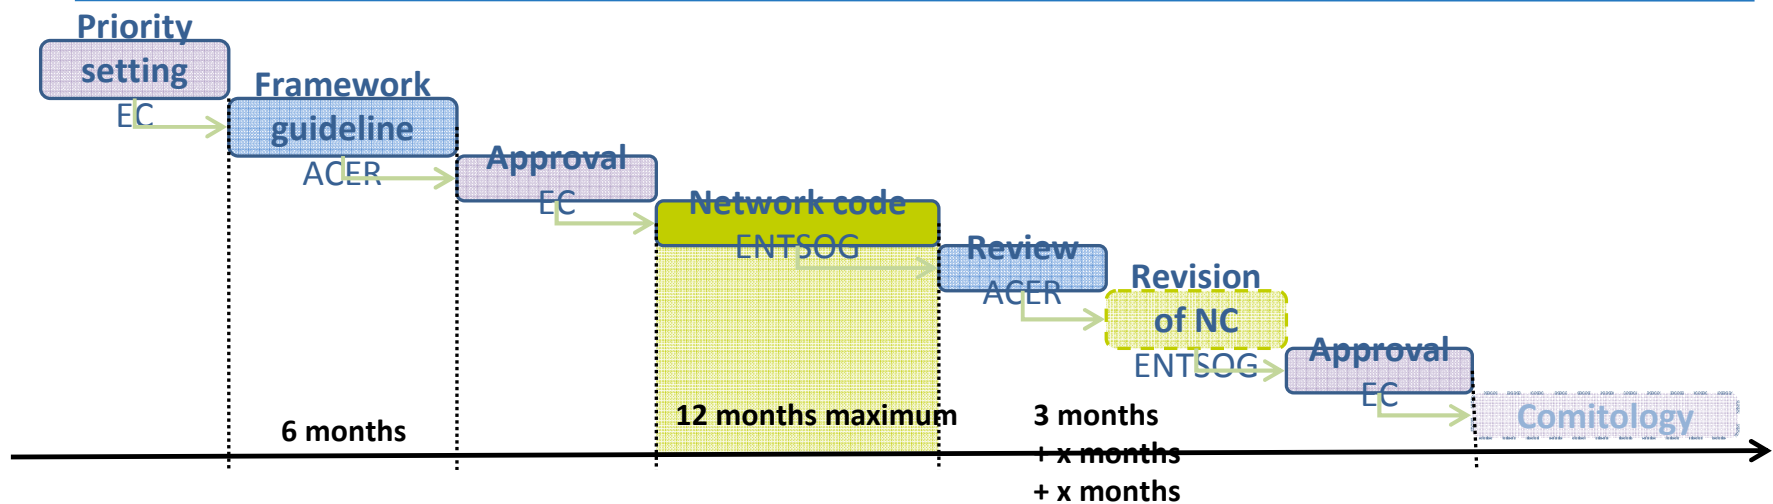 Priority
setting
EC
Framework
guideline
ACER
Approval
EC
Network code
ENTSOG
Review
ACER
Revision
of NC
ENTSOG
Approval
EC
Comitology
6 months
12 months maximum
3 months
+ x months
+ x months